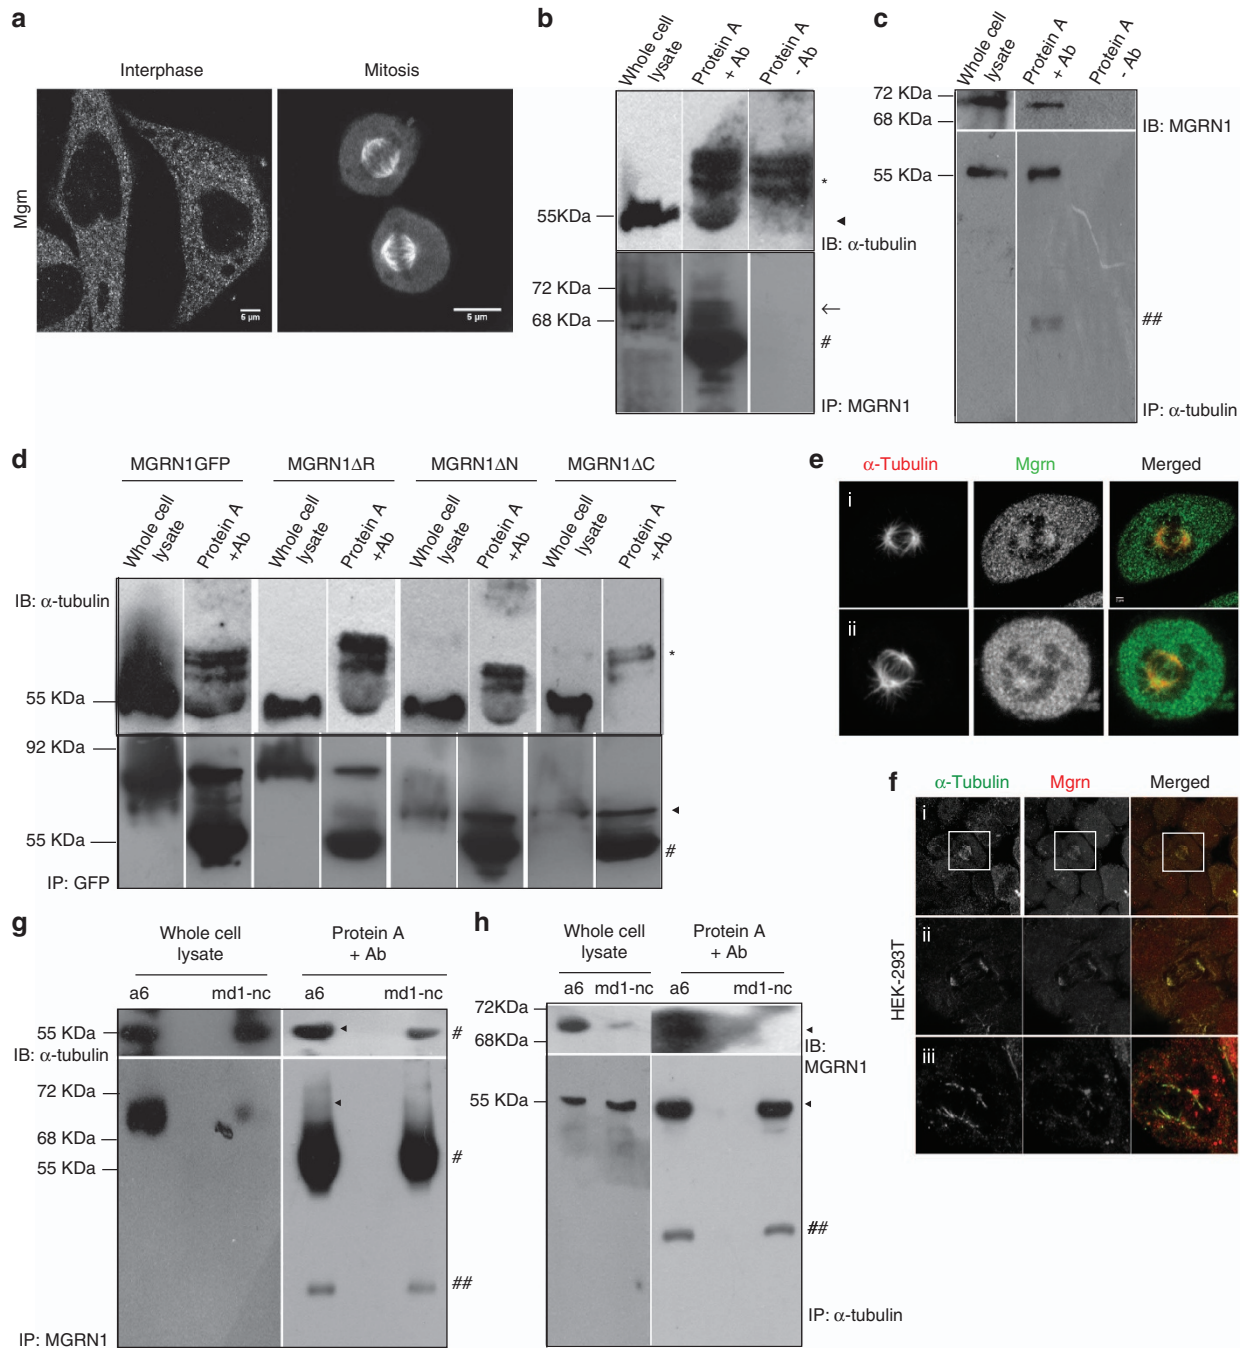 a
Interphase
Mitosis
Mgrn
5 µm
5 µm
b
Whole cell
lysate
Protein A
+ Ab
Protein A
- Ab
55KDa
*
IB: α-tubulin
72 KDa
68 KDa
←
#
IP: MGRN1
c
Whole cell
lysate
Protein A
+ Ab
Protein A
- Ab
72 KDa
68 KDa
IB: MGRN1
55 KDa
##
IP: α-tubulin
d
MGRN1GFP
MGRN1ΔR
MGRN1ΔN
MGRN1ΔC
Whole cell
lysate
Protein A
+Ab
Whole cell
lysate
Protein A
+Ab
Whole cell
lysate
Protein A
+Ab
Whole cell
lysate
Protein A
+Ab
IB: α-tubulin
*
55 KDa
92 KDa
55 KDa
#
IP: GFP
e
α-Tubulin
Mgrn
Merged
i
ii
f
α-Tubulin
Mgrn
Merged
HEK-293T
i
ii
iii
g
Whole cell
lysate
Protein A
+ Ab
a6
md1-nc
a6
md1-nc
55 KDa
#
IB: α-tubulin
72 KDa
68 KDa
55 KDa
#
##
IP: MGRN1
h
Whole cell
lysate
Protein A
+ Ab
a6
md1-nc
a6
md1-nc
72KDa
68KDa
IB:
MGRN1
55 KDa
##
IP: α-tubulin